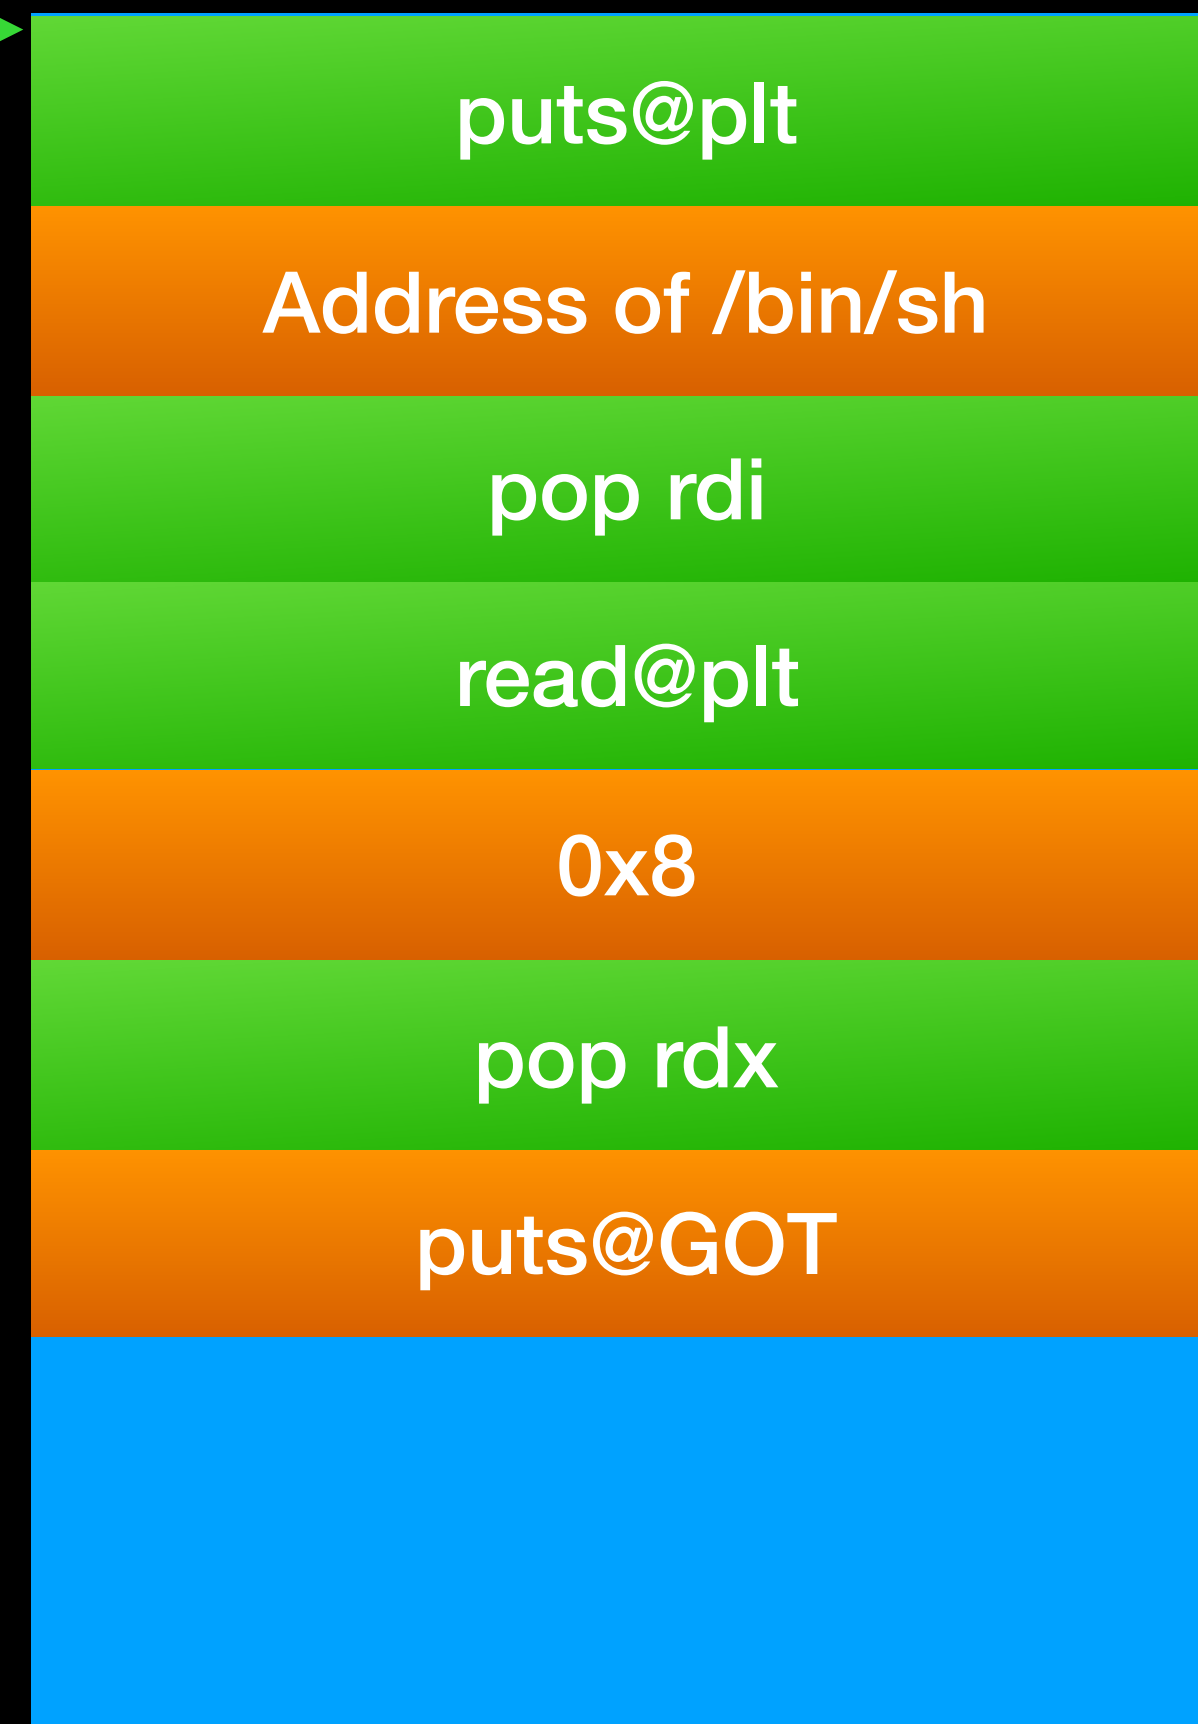 puts@plt
Address of /bin/sh
pop rdi
read@plt
0x8
pop rdx
puts@GOT